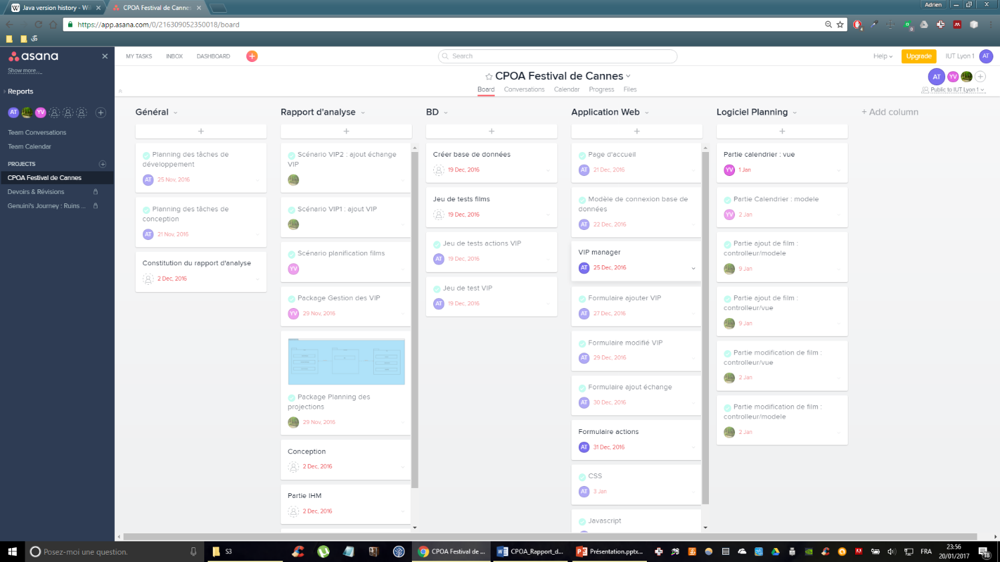 Java version history - Wi
CPOA Festival de Cannes
Adrien
https://app.asana.com/0/216309052350018/board
asana
Show more...
Reports
AT
YV
Team Conversations
Team Calendar
PROJECTS
CPOA Festival de Cannes
Devoirs & Révisions
Genuini's Journey : Ruins ...
MY TASKS
INBOX
DASHBOARD
Search
Help
Upgrade
IUT Lyon 1
AT
CPOA Festival de Cannes
Board
Conversations
Calendar
Progress
Files
AT
YV
Public to IUT Lyon 1
Général
Planning des tâches de
développement
AT
25 Nov, 2016
Planning des tâches de
conception
AT
21 Nov, 2016
Constitution du rapport d'analyse
2 Dec, 2016
Rapport d'analyse
Scénario VIP2 : ajout échange
VIP
Scénario VIP1 : ajout VIP
Scénario planification films
YV
Package Gestion des VIP
YV
29 Nov, 2016
Package Planning des
projections
29 Nov, 2016
Conception
2 Dec, 2016
Partie IHM
2 Dec, 2016
BD
Créer base de données
19 Dec, 2016
Jeu de tests films
19 Dec, 2016
Jeu de tests actions VIP
AT
19 Dec, 2016
Jeu de test VIP
AT
19 Dec, 2016
Application Web
Page d'accueil
AT
21 Dec, 2016
Modèle de connexion base de
données
AT
22 Dec, 2016
VIP manager
AT
25 Dec, 2016
Formulaire ajouter VIP
AT
27 Dec, 2016
Formulaire modifié VIP
AT
29 Dec, 2016
Formulaire ajout échange
AT
30 Dec, 2016
Formulaire actions
AT
31 Dec, 2016
CSS
AT
3 Jan
Javascript
Logiciel Planning
Partie calendrier : vue
YV
1 Jan
Partie Calendrier : modele
YV
2 Jan
Partie ajout de film :
controlleur/modele
9 Jan
Partie ajout de film :
controlleur/vue
9 Jan
Partie modification de film :
controlleur/vue
2 Jan
Partie modification de film :
controlleur/modele
2 Jan
+ Add column
Posez-moi une question.
S3
CPOA Festival de ...
CPOA_Rapport_d...
Présentation.pptx...
FRA
23:56
20/01/2017
18